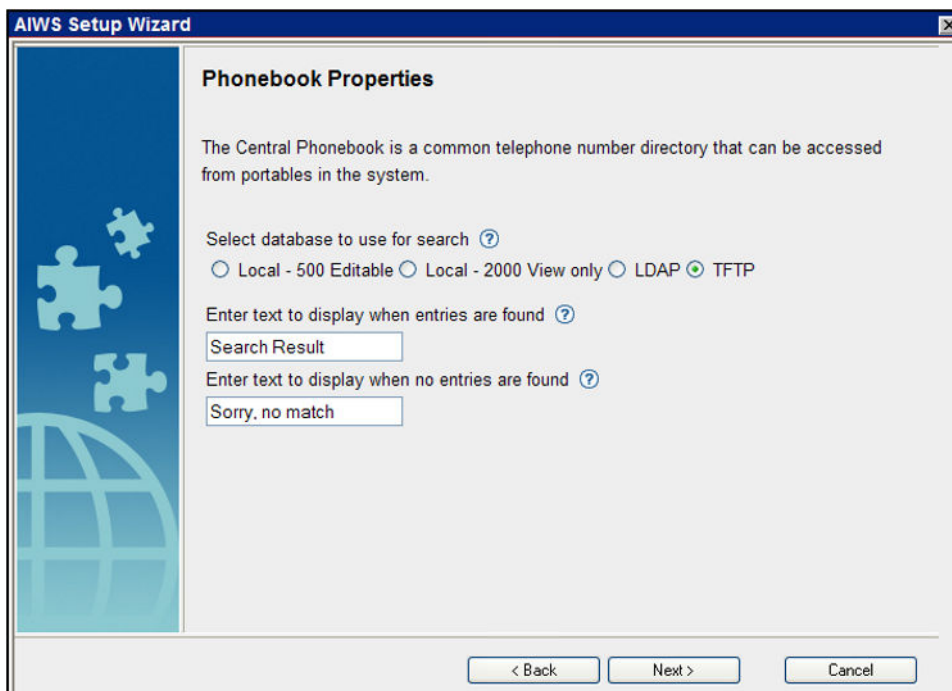 AIWS Setup Wizard
Phonebook Properties
The Central Phonebook is a common telephone number directory that can be accessed
from portables in the system.
Select database to use for search ?
Local - 500 Editable Local - 2000 View only LDAP TFTP
Enter text to display when entries are found ?
Search Result
Enter text to display when no entries are found ?
Sorry, no match
< Back Next > Cancel